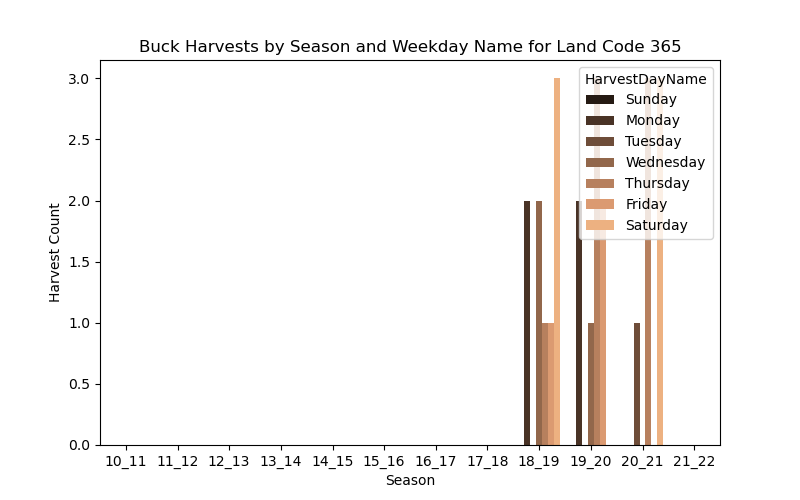 Buck Harvests by Season and Weekday Name for Land Code 365
HarvestDayName
Sunday
Monday
Tuesday
Wednesday
Thursday
Friday
Saturday
Harvest Count
3.0
2.5
2.0
1.5
1.0
0.5
0.0
10_11 11_12 12_13 13_14 14_15 15_16 16_17 17_18 18_19 19_20 20_21 21_22
Season